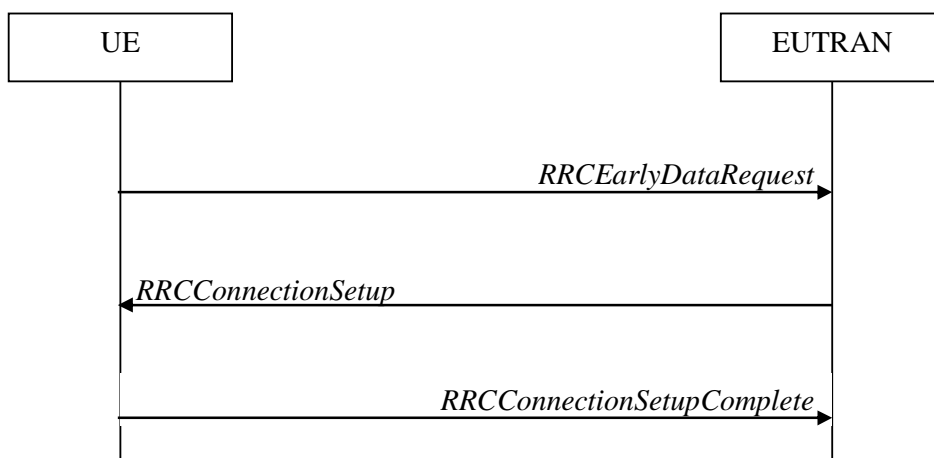 UE
EUTRAN
RRCEarlyDataRequest
RRCConnectionSetup
RRCConnectionSetupComplete